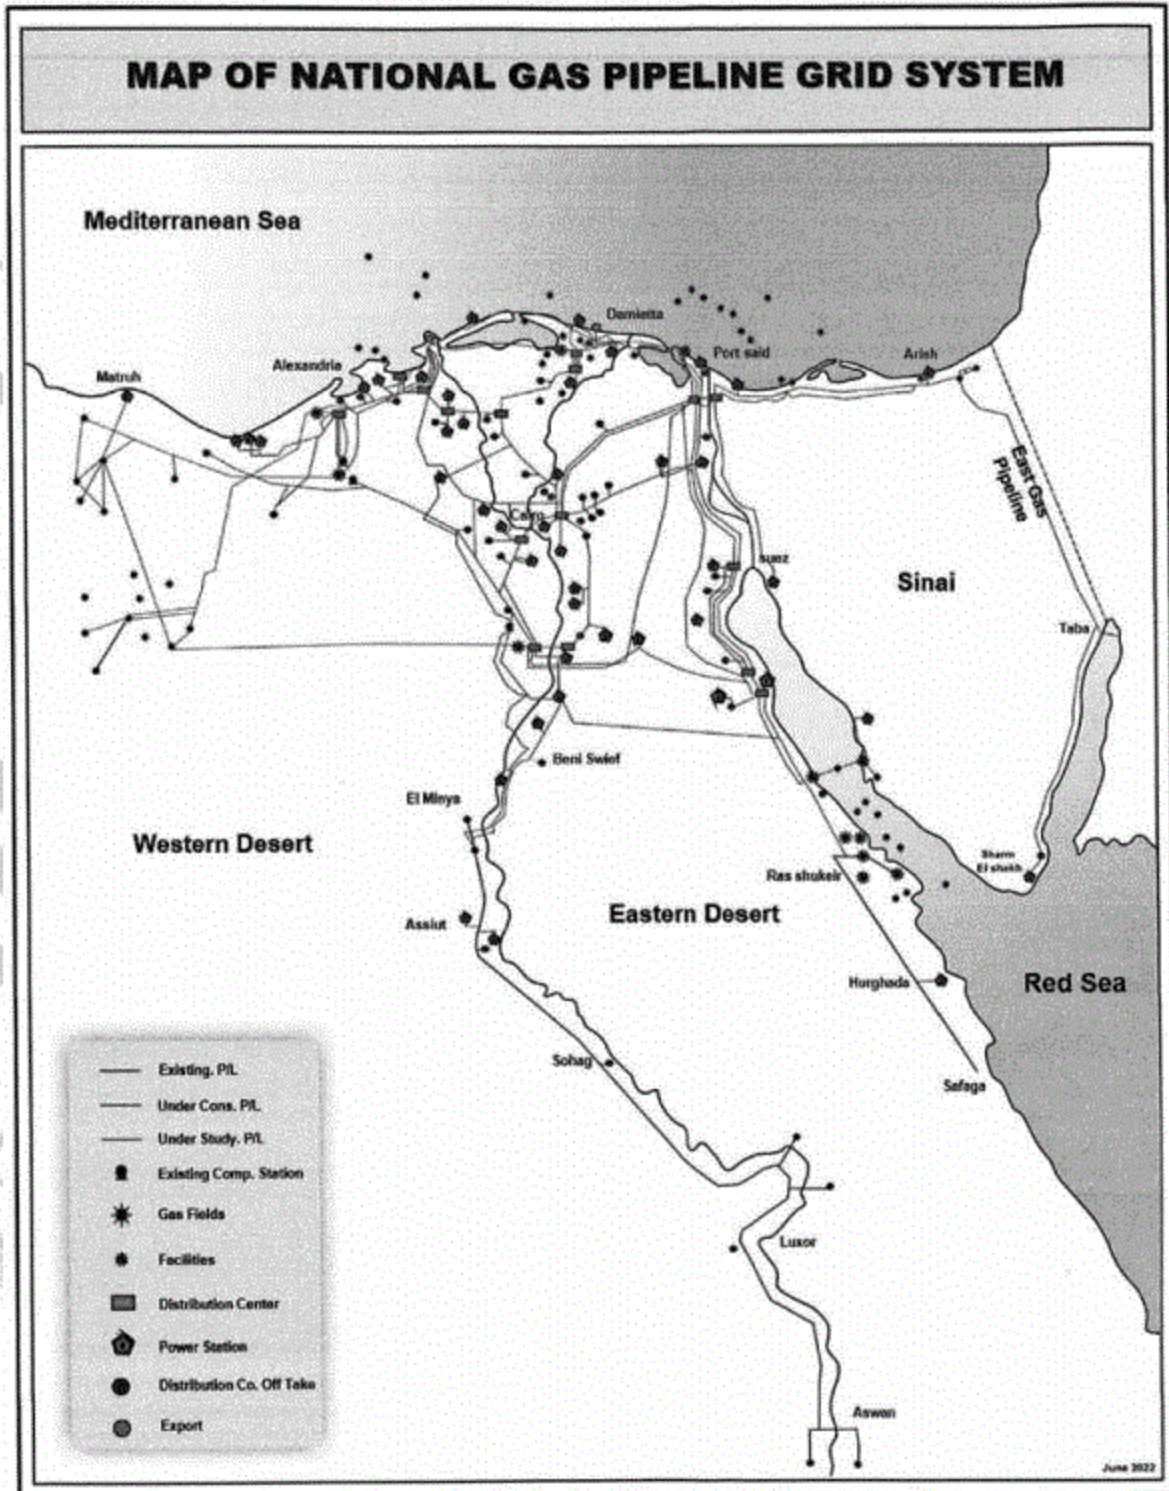 MAP OF NATIONAL GAS PIPELINE GRID SYSTEM
Mediterranean Sea
Damietta
Port said
Arish
Alexandria
Matruh
East Gas
Pipeline
Cairo
suez
Sinai
Taba
Beni Swief
El Minya
Western Desert
Sharm
El sheikh
Ras shukeir
Eastern Desert
Assiut
Hurghada
Red Sea
Sohag
Safaga
Existing. P/L
Under Cons. P/L
Under Study. P/L
Existing Comp. Station
Gas Fields
Facilities
Distribution Center
Power Station
Distribution Co. Off Take
Export
Luxor
Aswan
June 2022